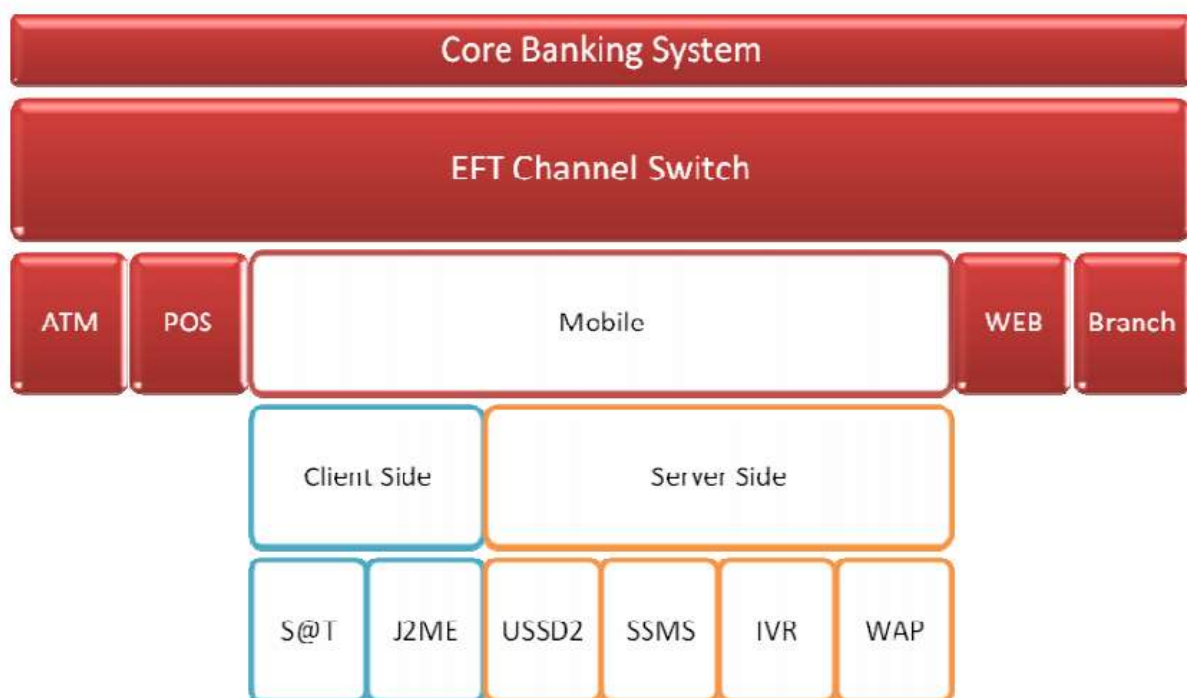 Core Banking System
EFT Channel Switch
ATM
POS
Mobile
WEB
Branch
Client Side
Server Side
S@T
J2ME
USSD2
SSMS
IVR
WAP